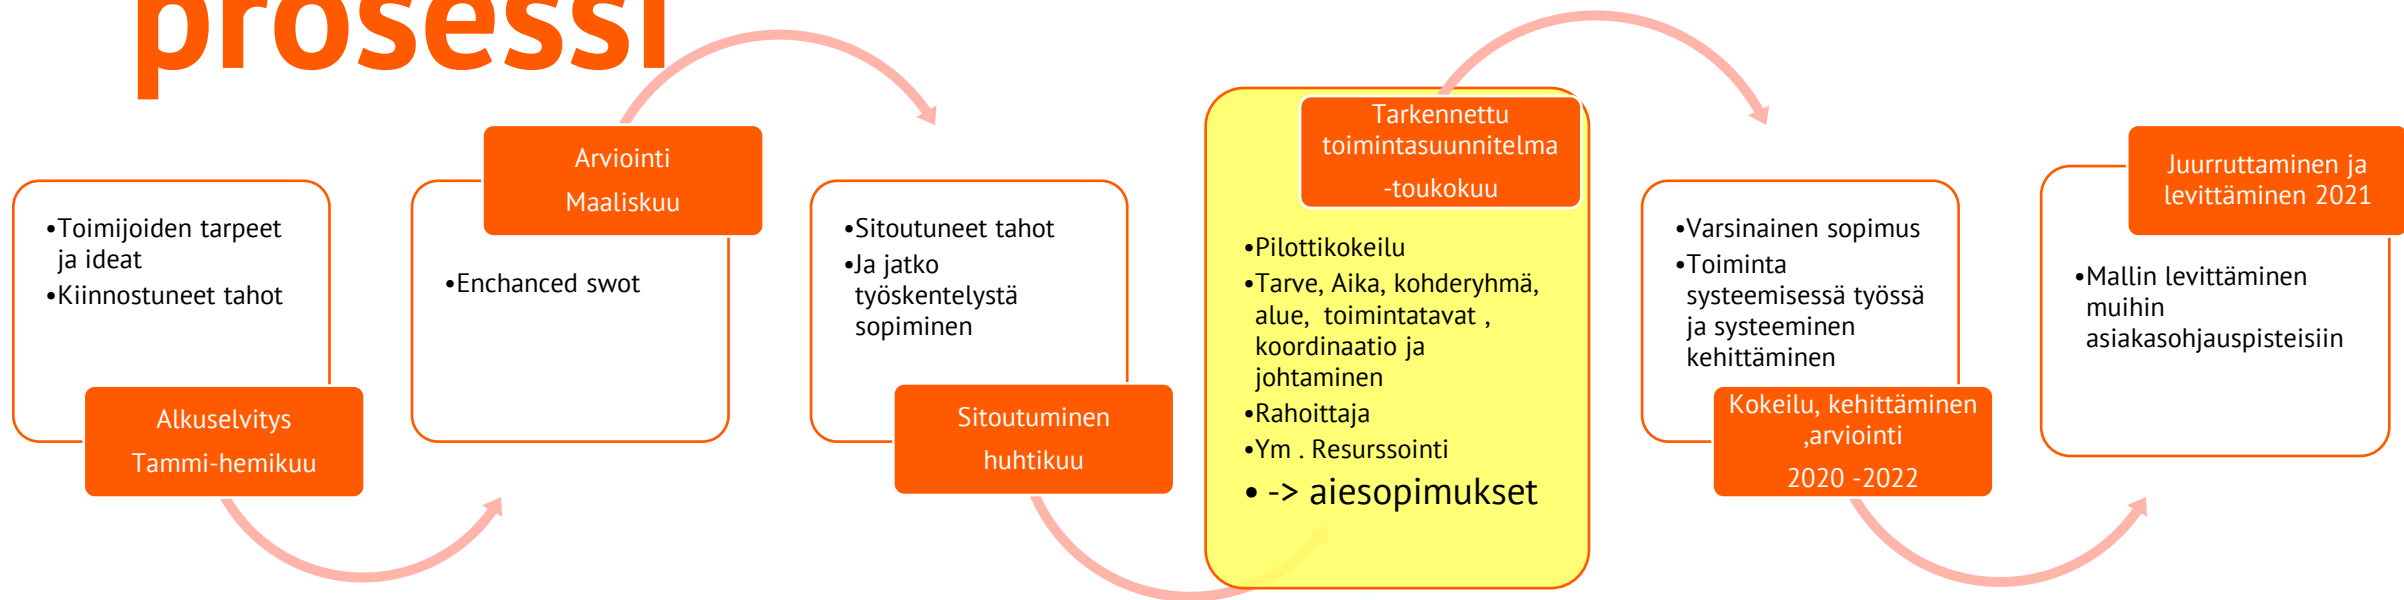 prosessi
•Toimijoiden tarpeet
ja ideat
•Kiinnostuneet tahot
Alkuselvitys
Tammi-hemikuu
Arviointi
Maaliskuu
•Enchanced swot
•Sitoutuneet tahot
•Ja jatko
työskentelystä
sopiminen
Sitoutuminen
huhtikuu
Tarkennettu
toimintasuunnitelma
-toukokuu
•Pilottikokeilu
•Tarve, Aika, kohderyhmä,
alue,  toimintatavat ,
koordinaatio ja
johtaminen
•Rahoittaja
•Ym . Resurssointi
• -> aiesopimukset
•Varsinainen sopimus
•Toiminta
systeemisessä työssä
ja systeeminen
kehittäminen
Kokeilu, kehittäminen
,arviointi
2020 -2022
Juurruttaminen ja
levittäminen 2021
•Mallin levittäminen
muihin
asiakasohjauspisteisiin